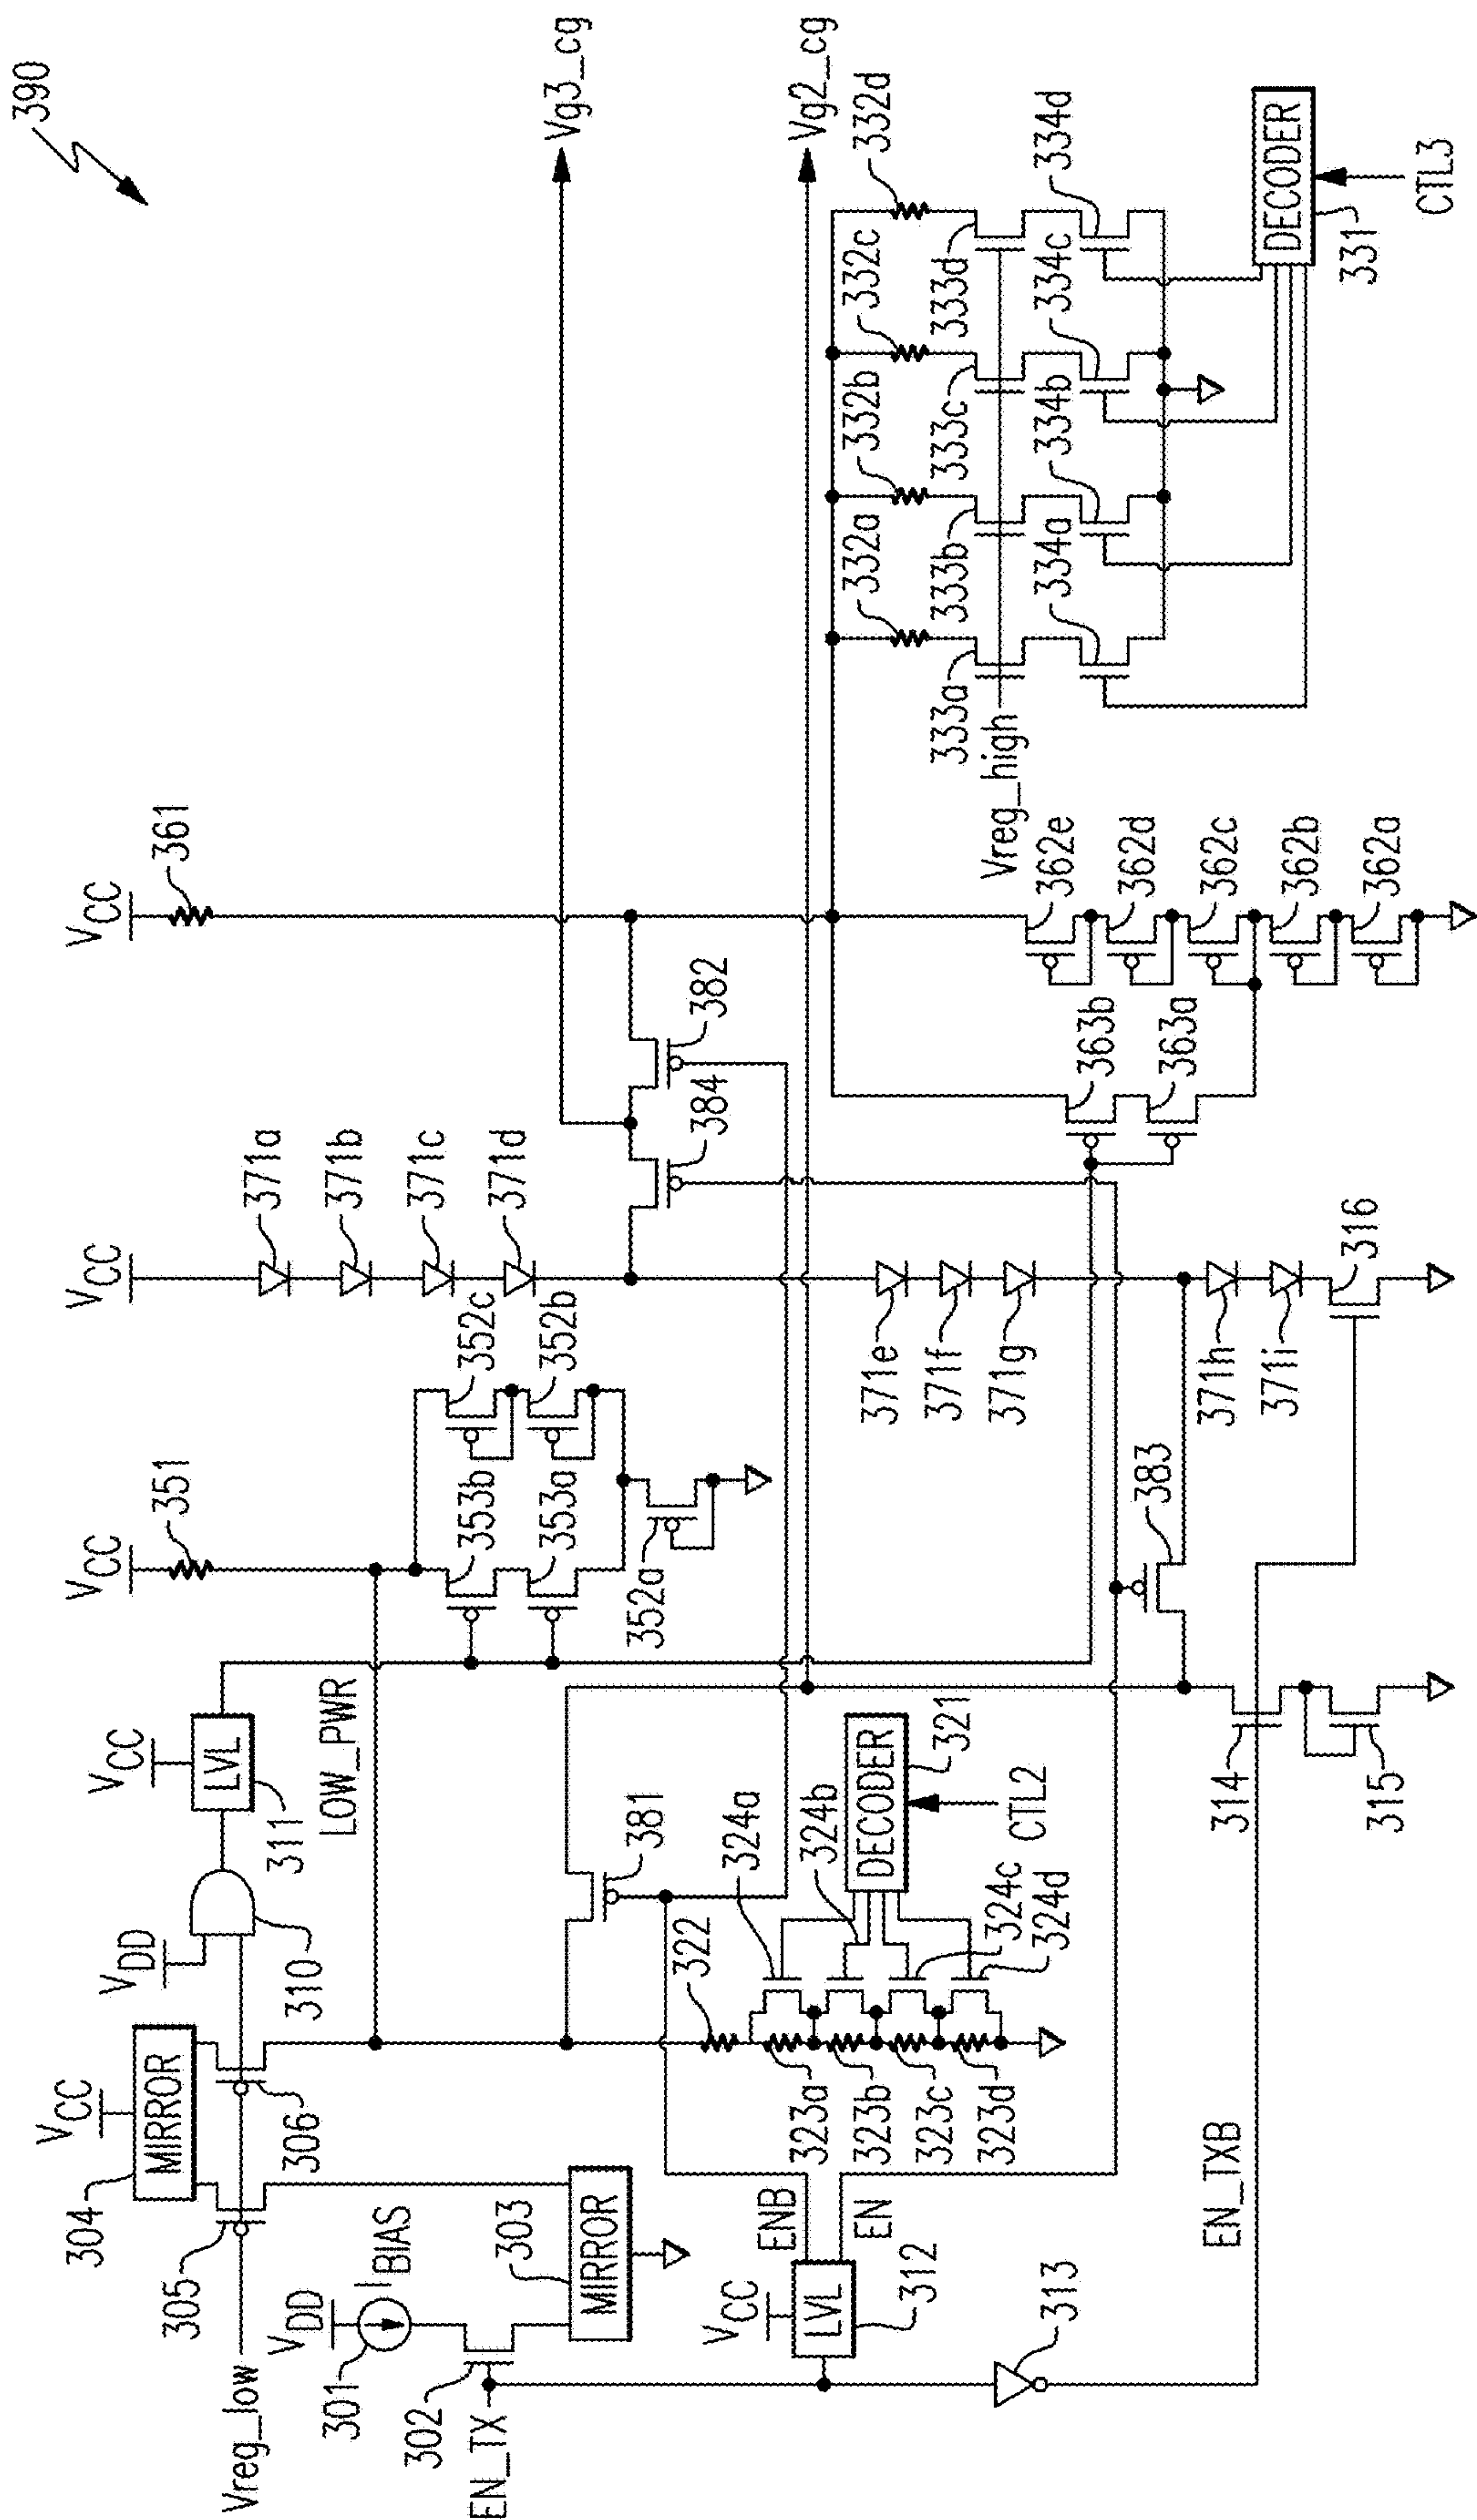 390
Vg3_cg
Vg2_cg
VCC
361
VCC
371a
371b
371c
371d
382
384
VCC
351
352c
352b
353b
353a
352a
VCC
LVL
311
LOW_PWR
VDD
310
VCC
MIRROR
304
305
306
Vreg_low
VDD
IBIAS
301
302
MIRROR
303
EN_TX
381
322
323a
323b
323c
323d
324a
324b
324c
324d
DECODER
321
CTL2
ENB
EN
VCC
LVL
312
313
EN_TXB
371e
371f
371g
371h
371i
383
316
314
315
363b
363a
362e
362d
362c
362b
362a
332a
332b
332c
332d
333a
333b
333c
333d
334a
334b
334c
334d
Vreg_high
DECODER
331
CTL3